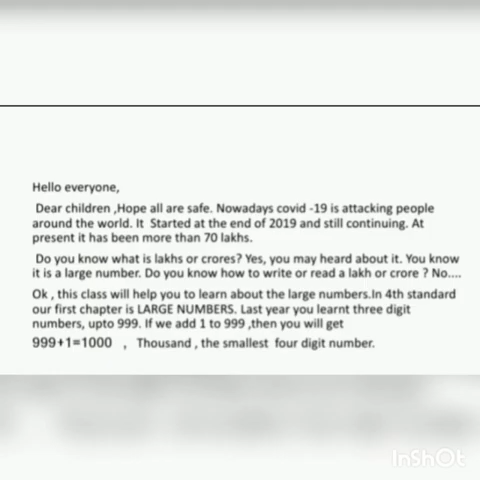 Hello everyone,
Dear children ,Hope all are safe. Nowadays covid -19 is attacking people
around the world. It Started at the end of 2019 and still continuing. At
present it has been more than 70 lakhs.
Do you know what is lakhs or crores? Yes, you may heard about it. You know
it is a large number. Do you know how to write or read a lakh or crore ? No....
Ok , this class will help you to learn about the large numbers.In 4th standard
our first chapter is LARGE NUMBERS. Last year you learnt three digit
numbers, upto 999. If we add 1 to 999 ,then you will get
999+1=1000 , Thousand , the smallest four digit number.
InShOt